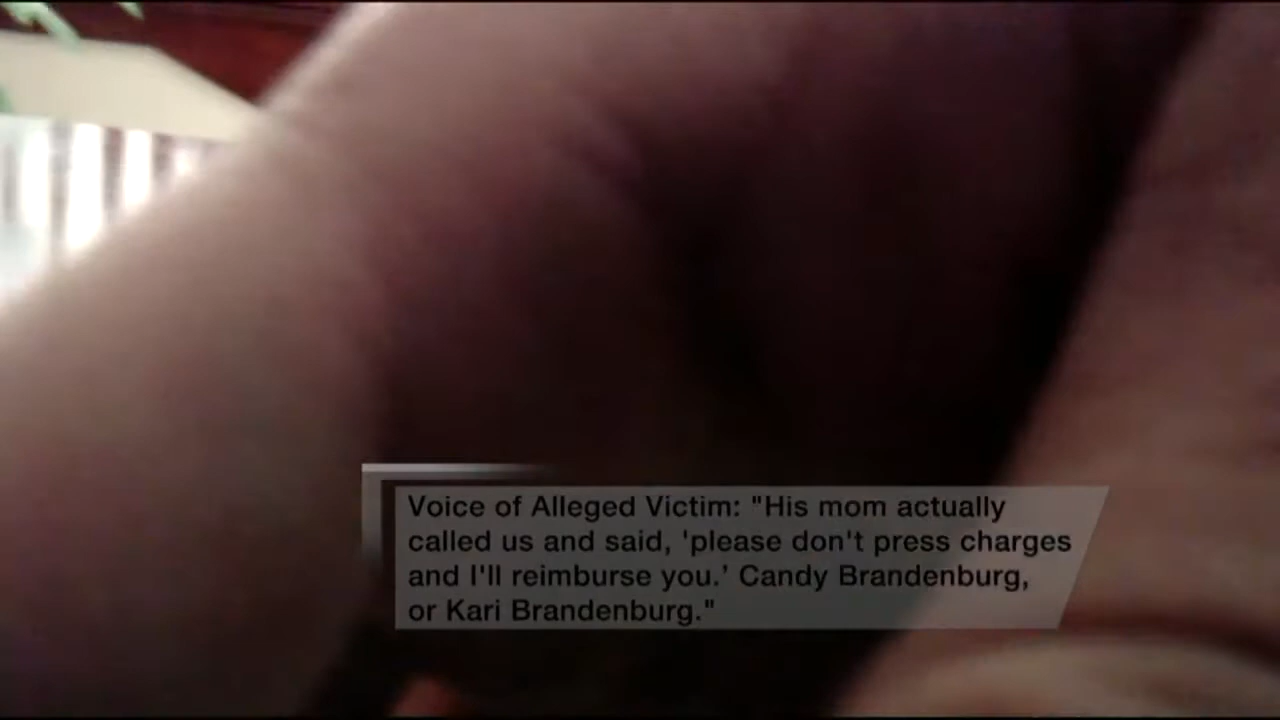 Voice of Alleged Victim: "His mom actually
called us and said, 'please don't press charges
and I'll reimburse you.' Candy Brandenburg,
or Kari Brandenburg."